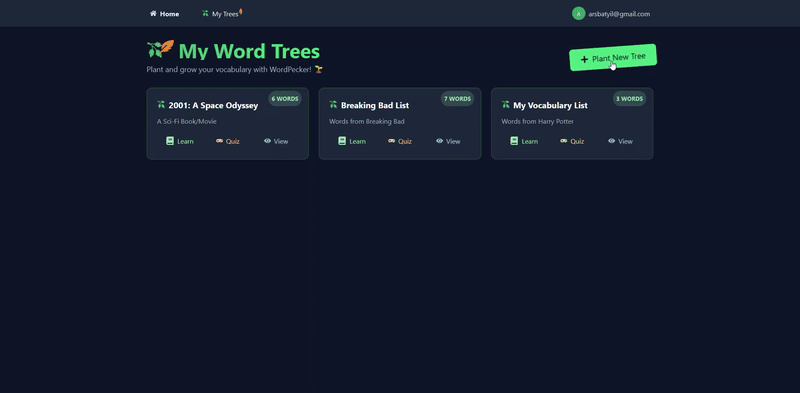 Home
My Trees
a
arsbatyil@gmail.com
My Word Trees
Plant and grow your vocabulary with WordPecker!
Plant New Tree
2001: A Space Odyssey
6 WORDS
A Sci-Fi Book/Movie
Learn
Quiz
View
Breaking Bad List
7 WORDS
Words from Breaking Bad
Learn
Quiz
View
My Vocabulary List
3 WORDS
Words from Harry Potter
Learn
Quiz
View